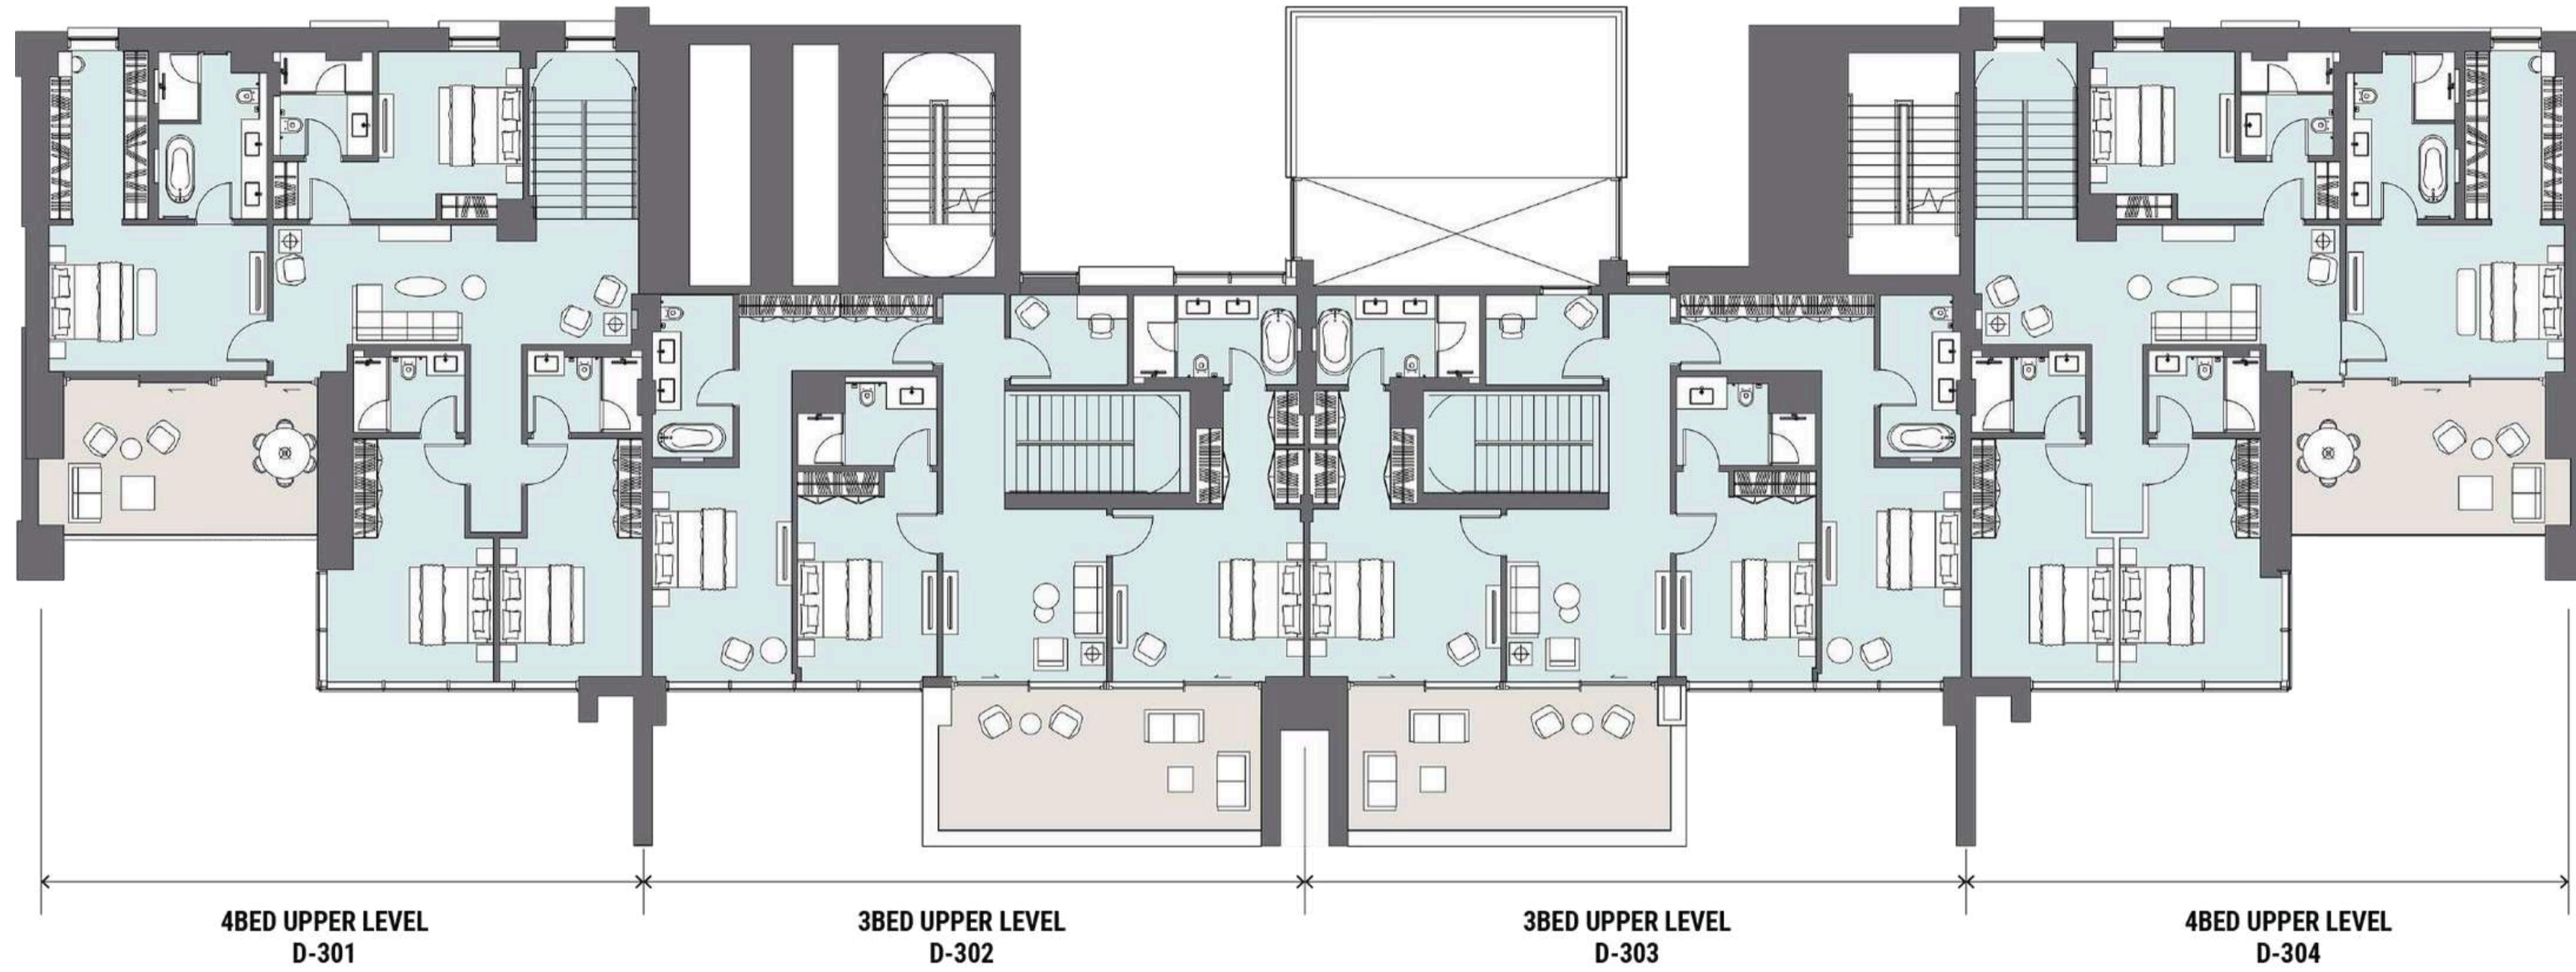 4BED UPPER LEVEL
D-301
3BED UPPER LEVEL
D-302
3BED UPPER LEVEL
D-303
4BED UPPER LEVEL
D-304